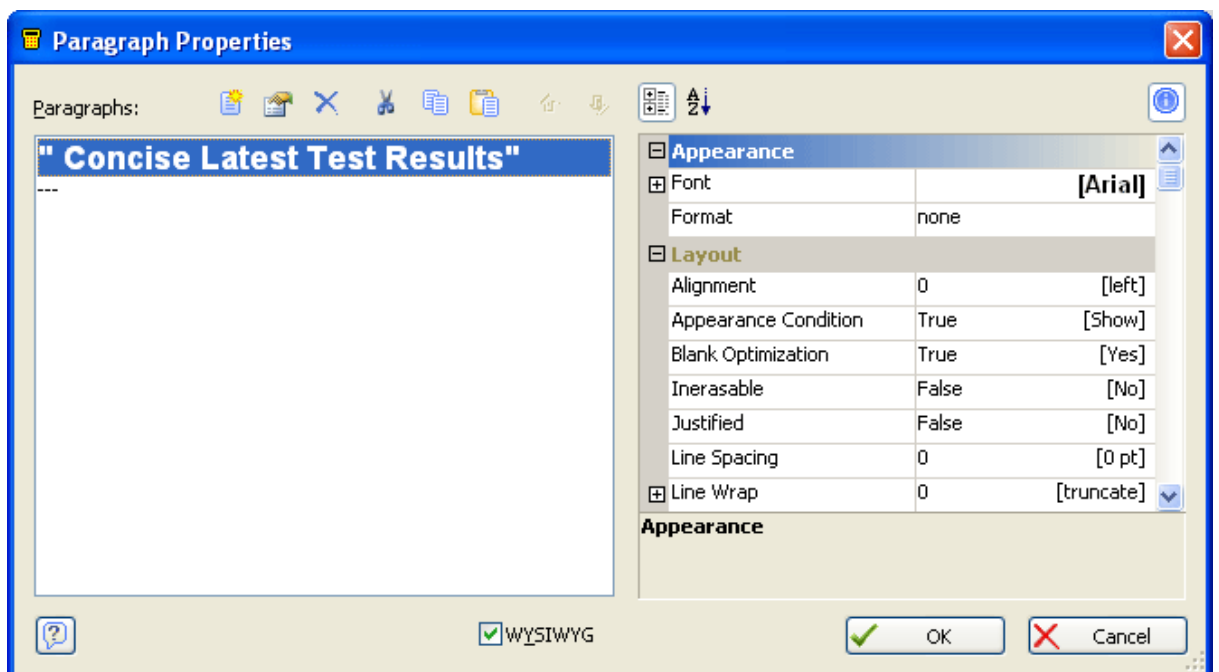 Paragraph Properties
Paragraphs:
" Concise Latest Test Results"
---
Appearance
Font [Arial]
Format none
Layout
Alignment 0 [left]
Appearance Condition True [Show]
Blank Optimization True [Yes]
Inerasable False [No]
Justified False [No]
Line Spacing 0 [0 pt]
Line Wrap 0 [truncate]
Appearance
WYSIWYG
OK
Cancel